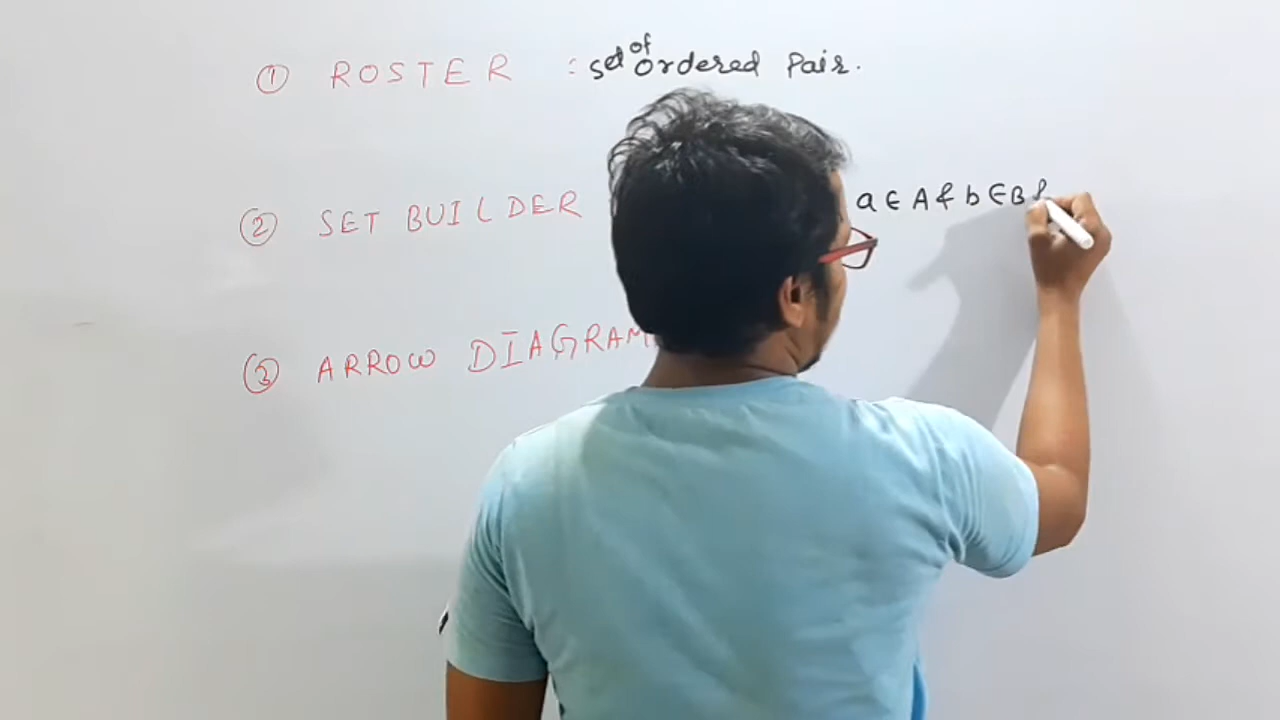 ① ROSTER : set of ordered Pair.
② SET BUILDER a ∈ A & b ∈ B &
③ ARROW DIAGRAM